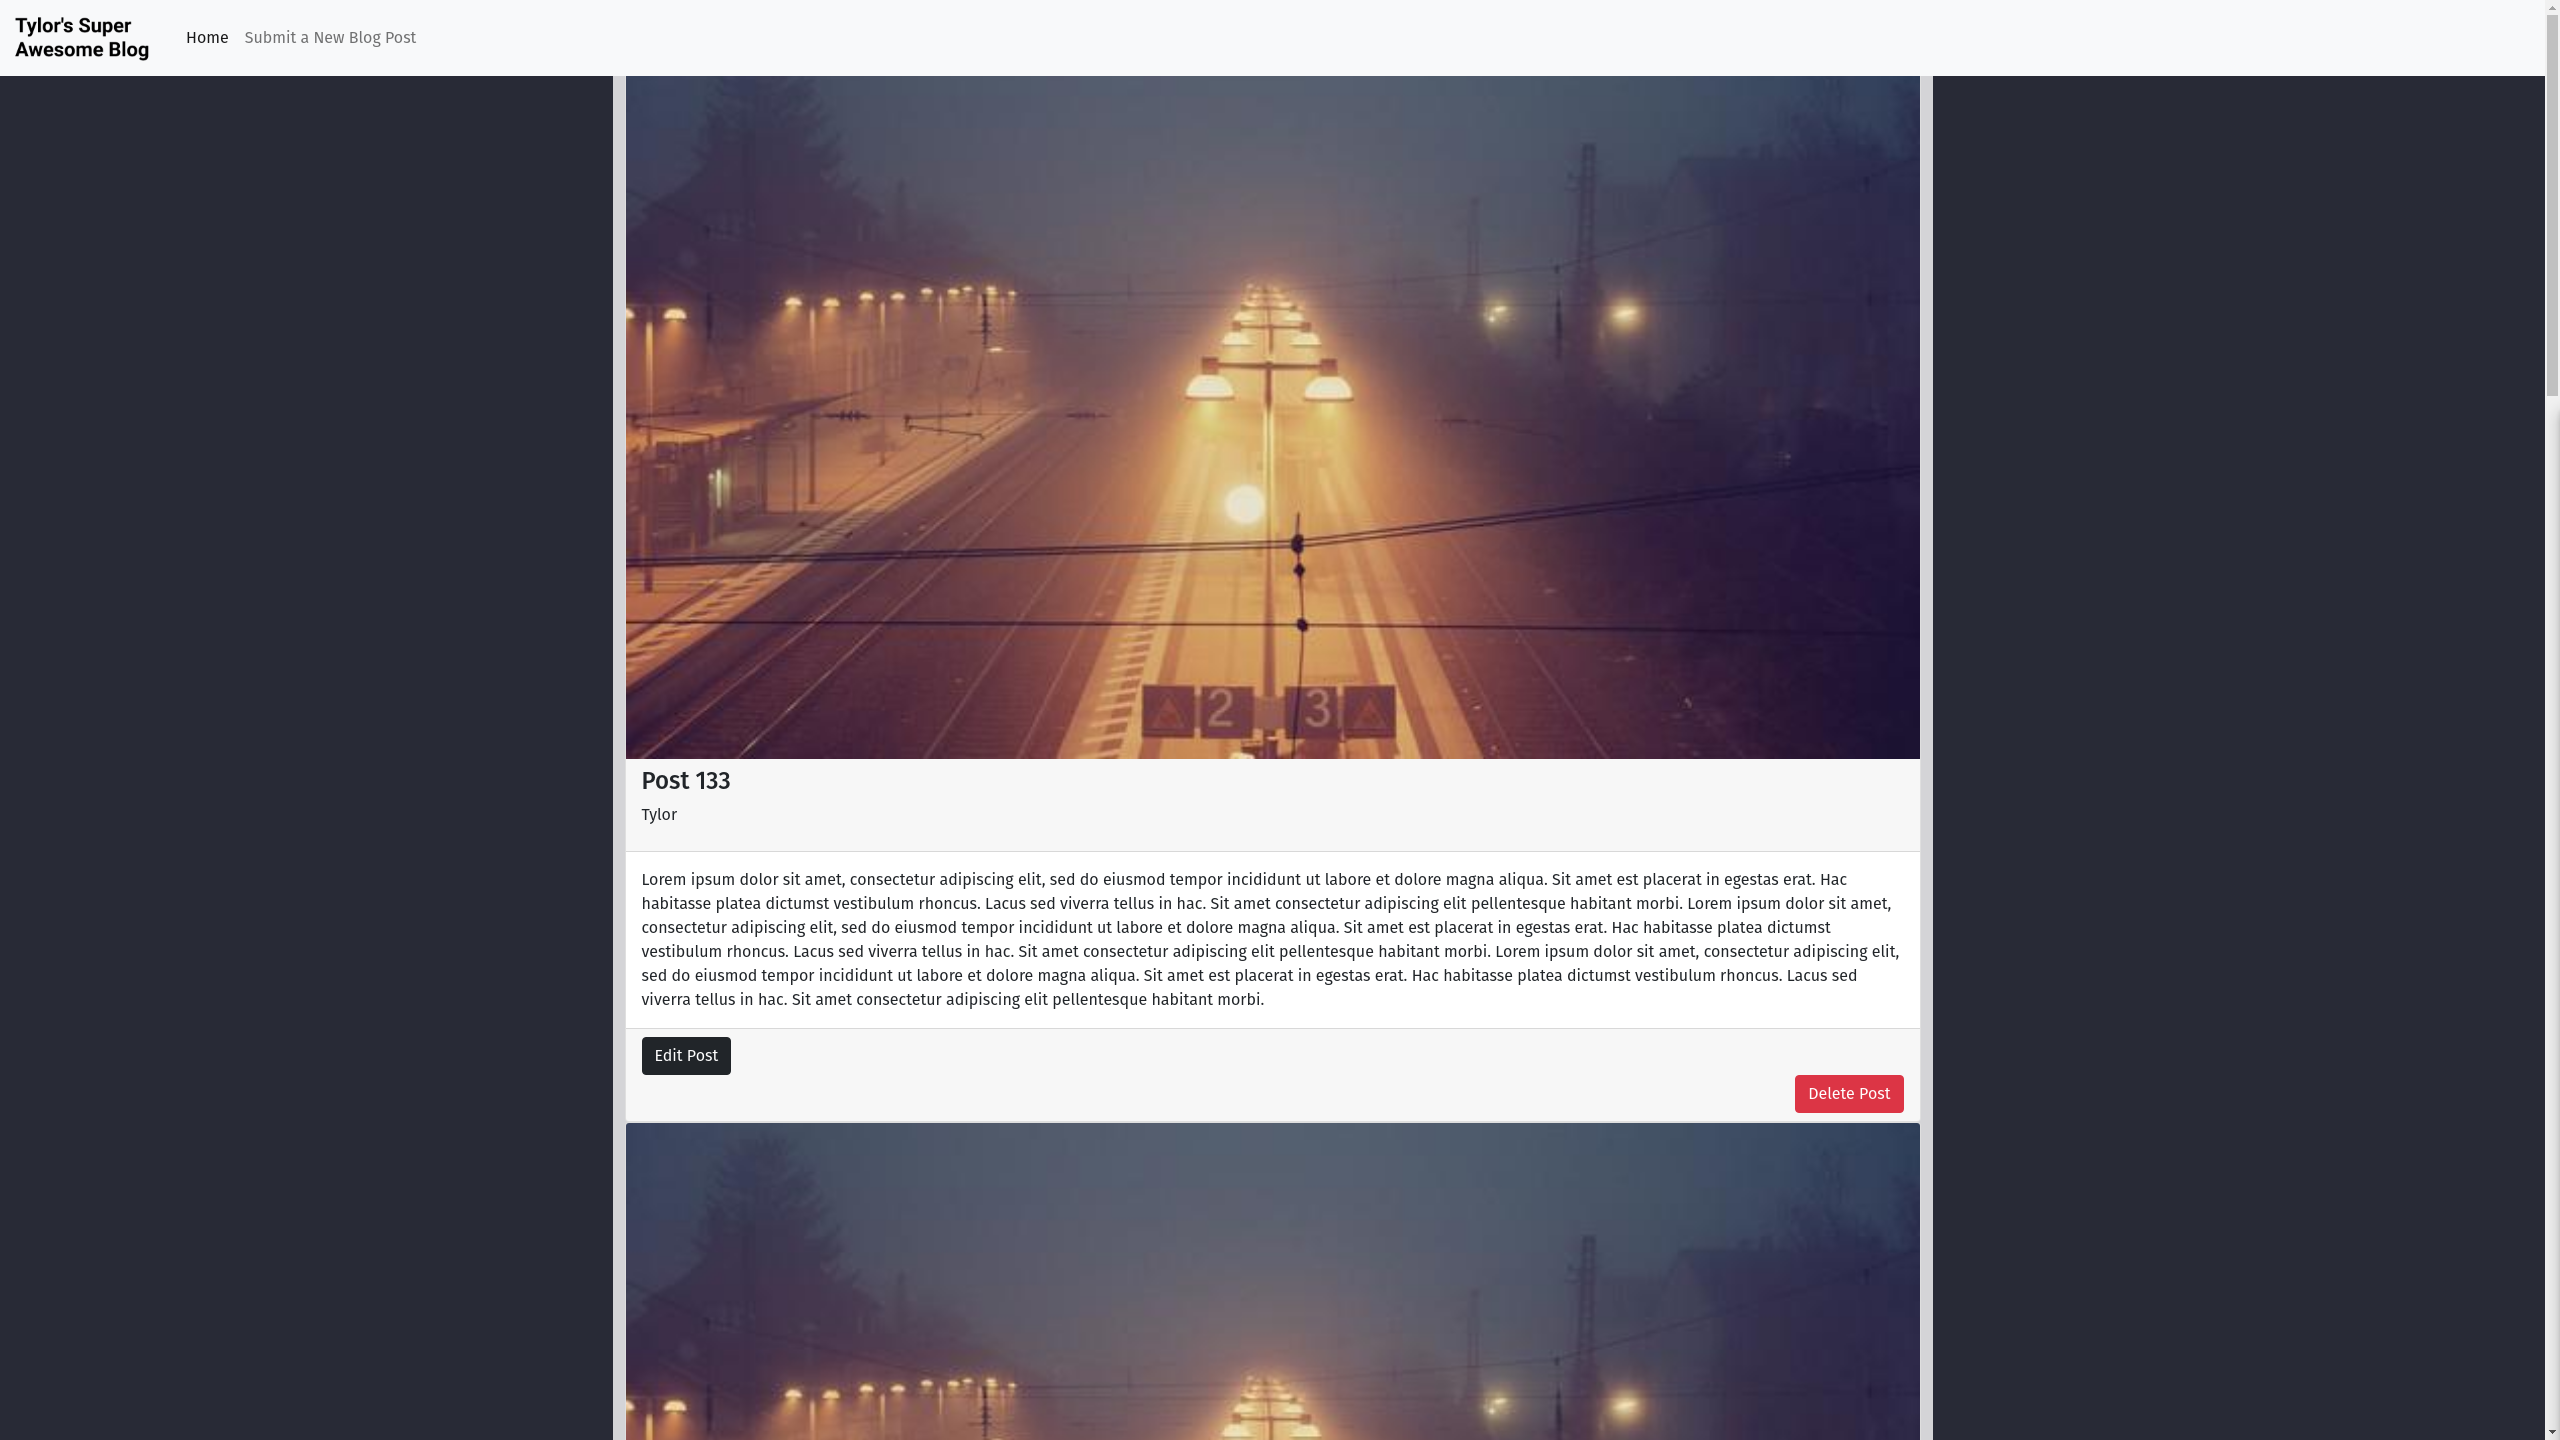 Tylor's Super
Awesome Blog
Home
Submit a New Blog Post
2 3
Post 133
Tylor
Lorem ipsum dolor sit amet, consectetur adipiscing elit, sed do eiusmod tempor incididunt ut labore et dolore magna aliqua. Sit amet est placerat in egestas erat. Hac
habitasse platea dictumst vestibulum rhoncus. Lacus sed viverra tellus in hac. Sit amet consectetur adipiscing elit pellentesque habitant morbi. Lorem ipsum dolor sit amet,
consectetur adipiscing elit, sed do eiusmod tempor incididunt ut labore et dolore magna aliqua. Sit amet est placerat in egestas erat. Hac habitasse platea dictumst
vestibulum rhoncus. Lacus sed viverra tellus in hac. Sit amet consectetur adipiscing elit pellentesque habitant morbi. Lorem ipsum dolor sit amet, consectetur adipiscing elit,
sed do eiusmod tempor incididunt ut labore et dolore magna aliqua. Sit amet est placerat in egestas erat. Hac habitasse platea dictumst vestibulum rhoncus. Lacus sed
viverra tellus in hac. Sit amet consectetur adipiscing elit pellentesque habitant morbi.
Edit Post
Delete Post